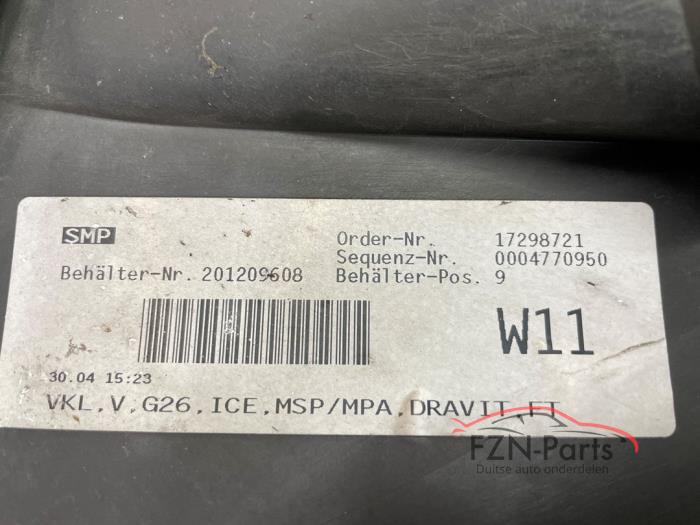 SMP
Order-Nr. 17298721
Sequenz-Nr. 0004770950
Behälter-Nr. 201209608 Behälter-Pos. 9
W11
30.04 15:23
VKL,V,G26,ICE,MSP/MPA,DRAVIT,FT
FZN-Parts
Duitse auto onderdelen